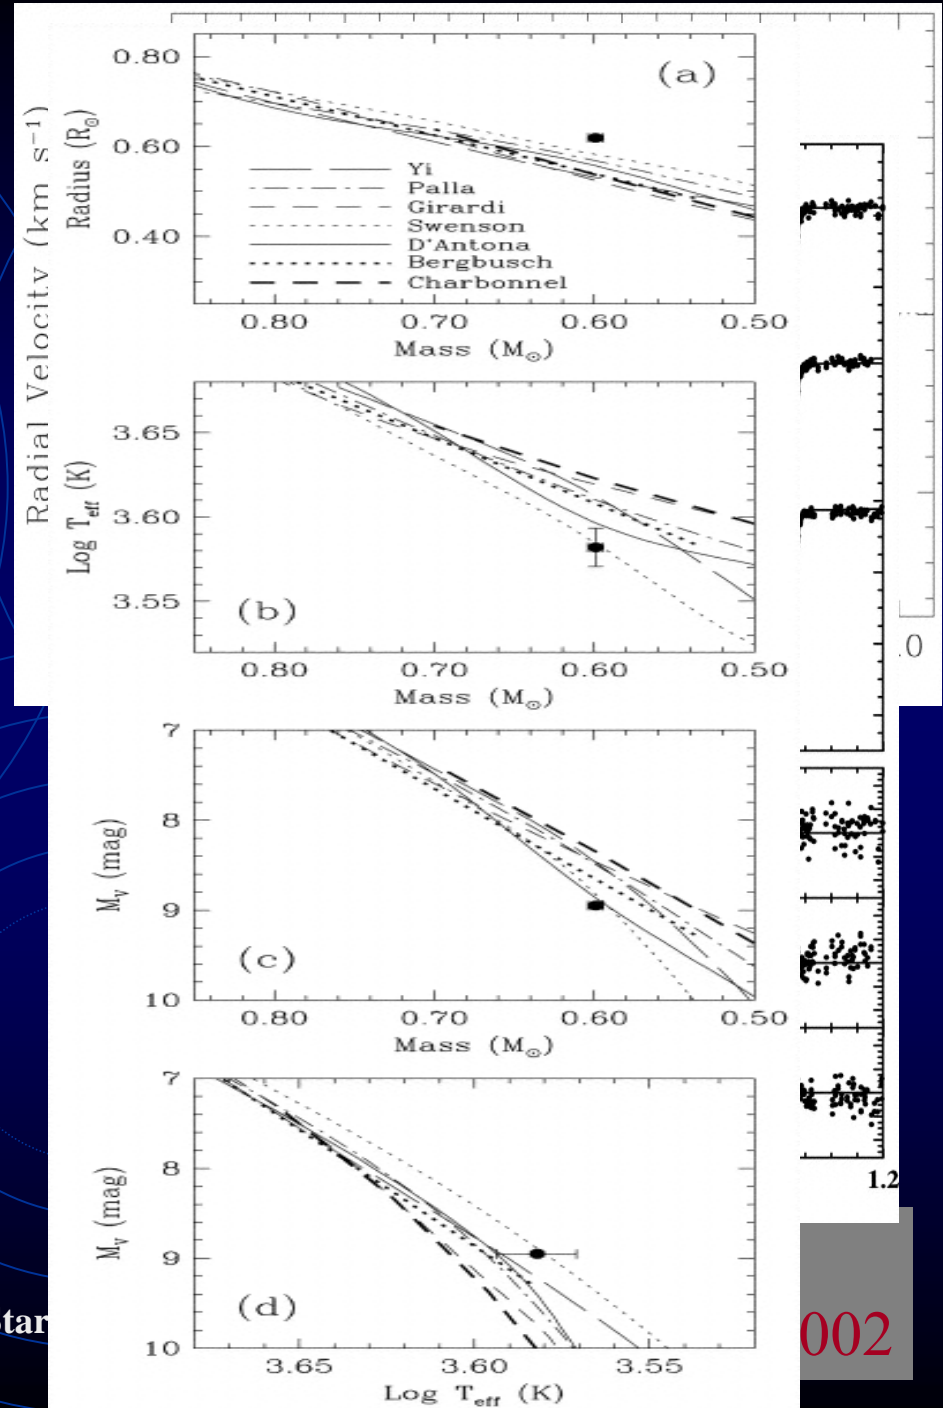 Radial Velocity (km s⁻¹)
(a)
Radius (R⊙)
0.80
0.60
0.40
Yi
Palla
Girardi
Swenson
D'Antona
Bergbusch
Charbonnel
0.80 0.70 0.60 0.50
Mass (M⊙)
(b)
Log Teff (K)
3.65
3.60
3.55
0.80 0.70 0.60 0.50
Mass (M⊙)
.0
(c)
MV (mag)
7
8
9
10
0.80 0.70 0.60 0.50
Mass (M⊙)
(d)
MV (mag)
7
8
9
10
3.65 3.60 3.55
Log Teff (K)
1.2
tar
002